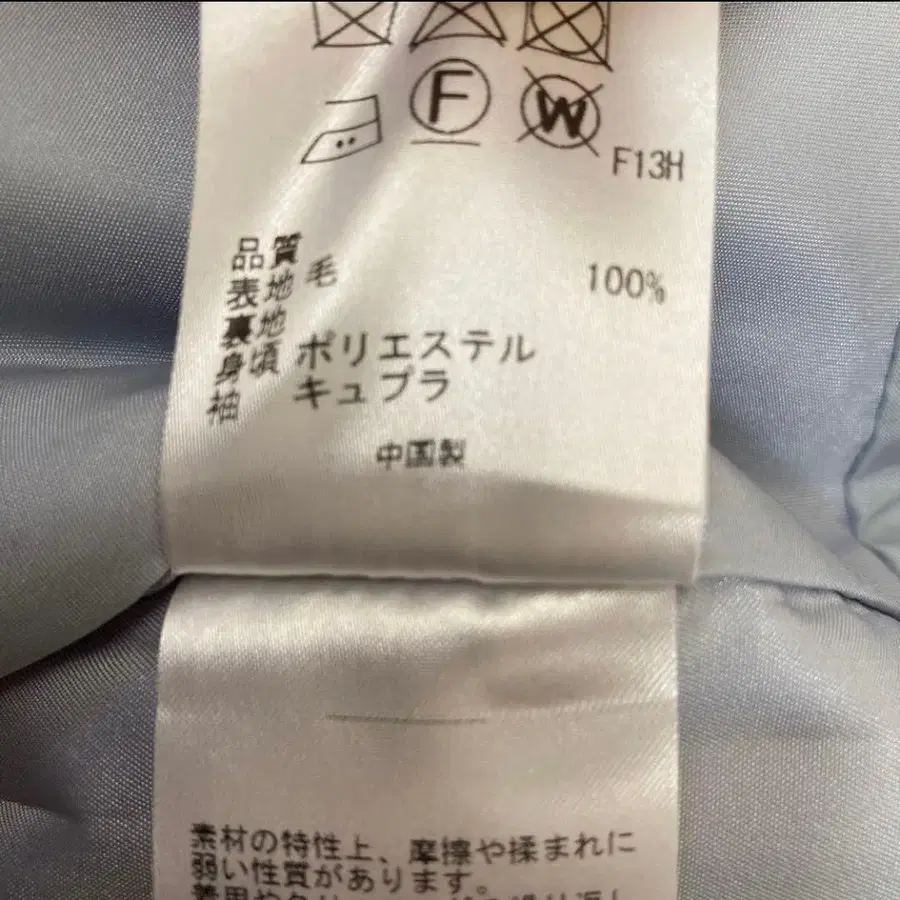 F
W
F13H
品質
表地 毛 100%
裏地
身頃 ポリエステル
袖 キュプラ
中国製
素材の特性上、摩擦や揉まれに
弱い性質があります。